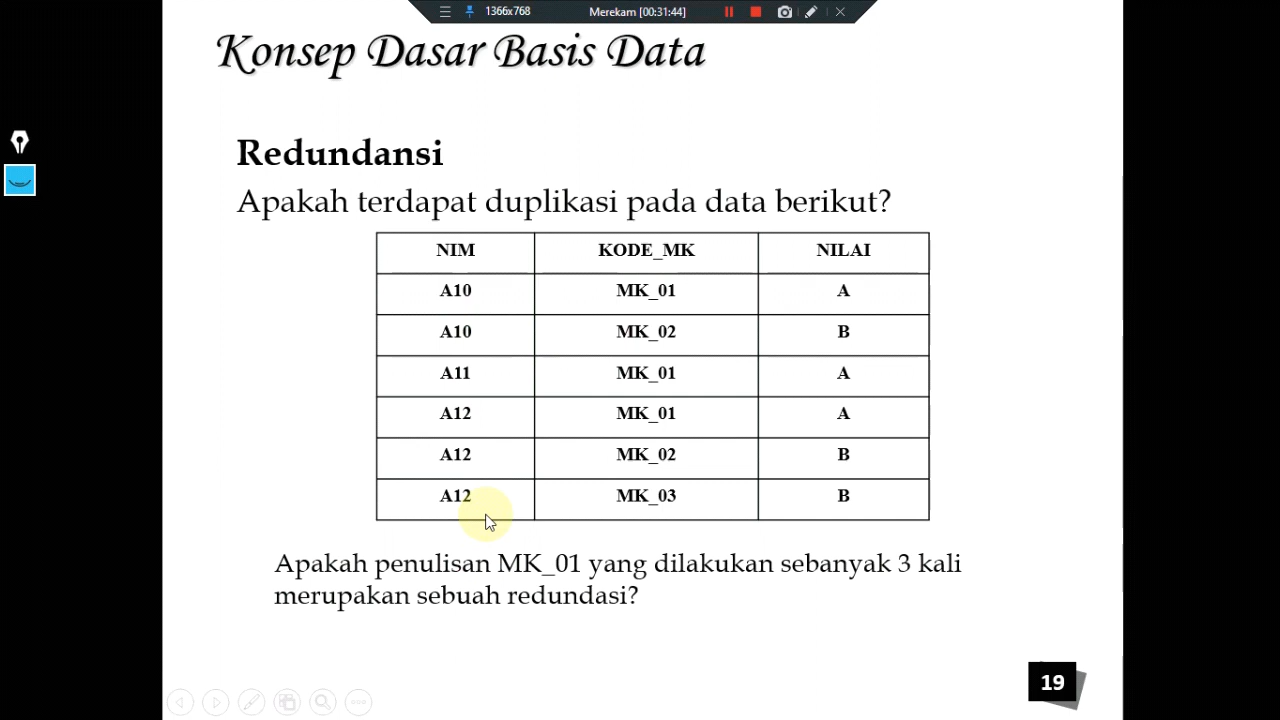 1366x768 Merekam [00:31:44]
Konsep Dasar Basis Data
Redundansi
Apakah terdapat duplikasi pada data berikut?
NIM KODE_MK NILAI
A10 MK_01 A
A10 MK_02 B
A11 MK_01 A
A12 MK_01 A
A12 MK_02 B
A12 MK_03 B
Apakah penulisan MK_01 yang dilakukan sebanyak 3 kali
merupakan sebuah redundasi?
19